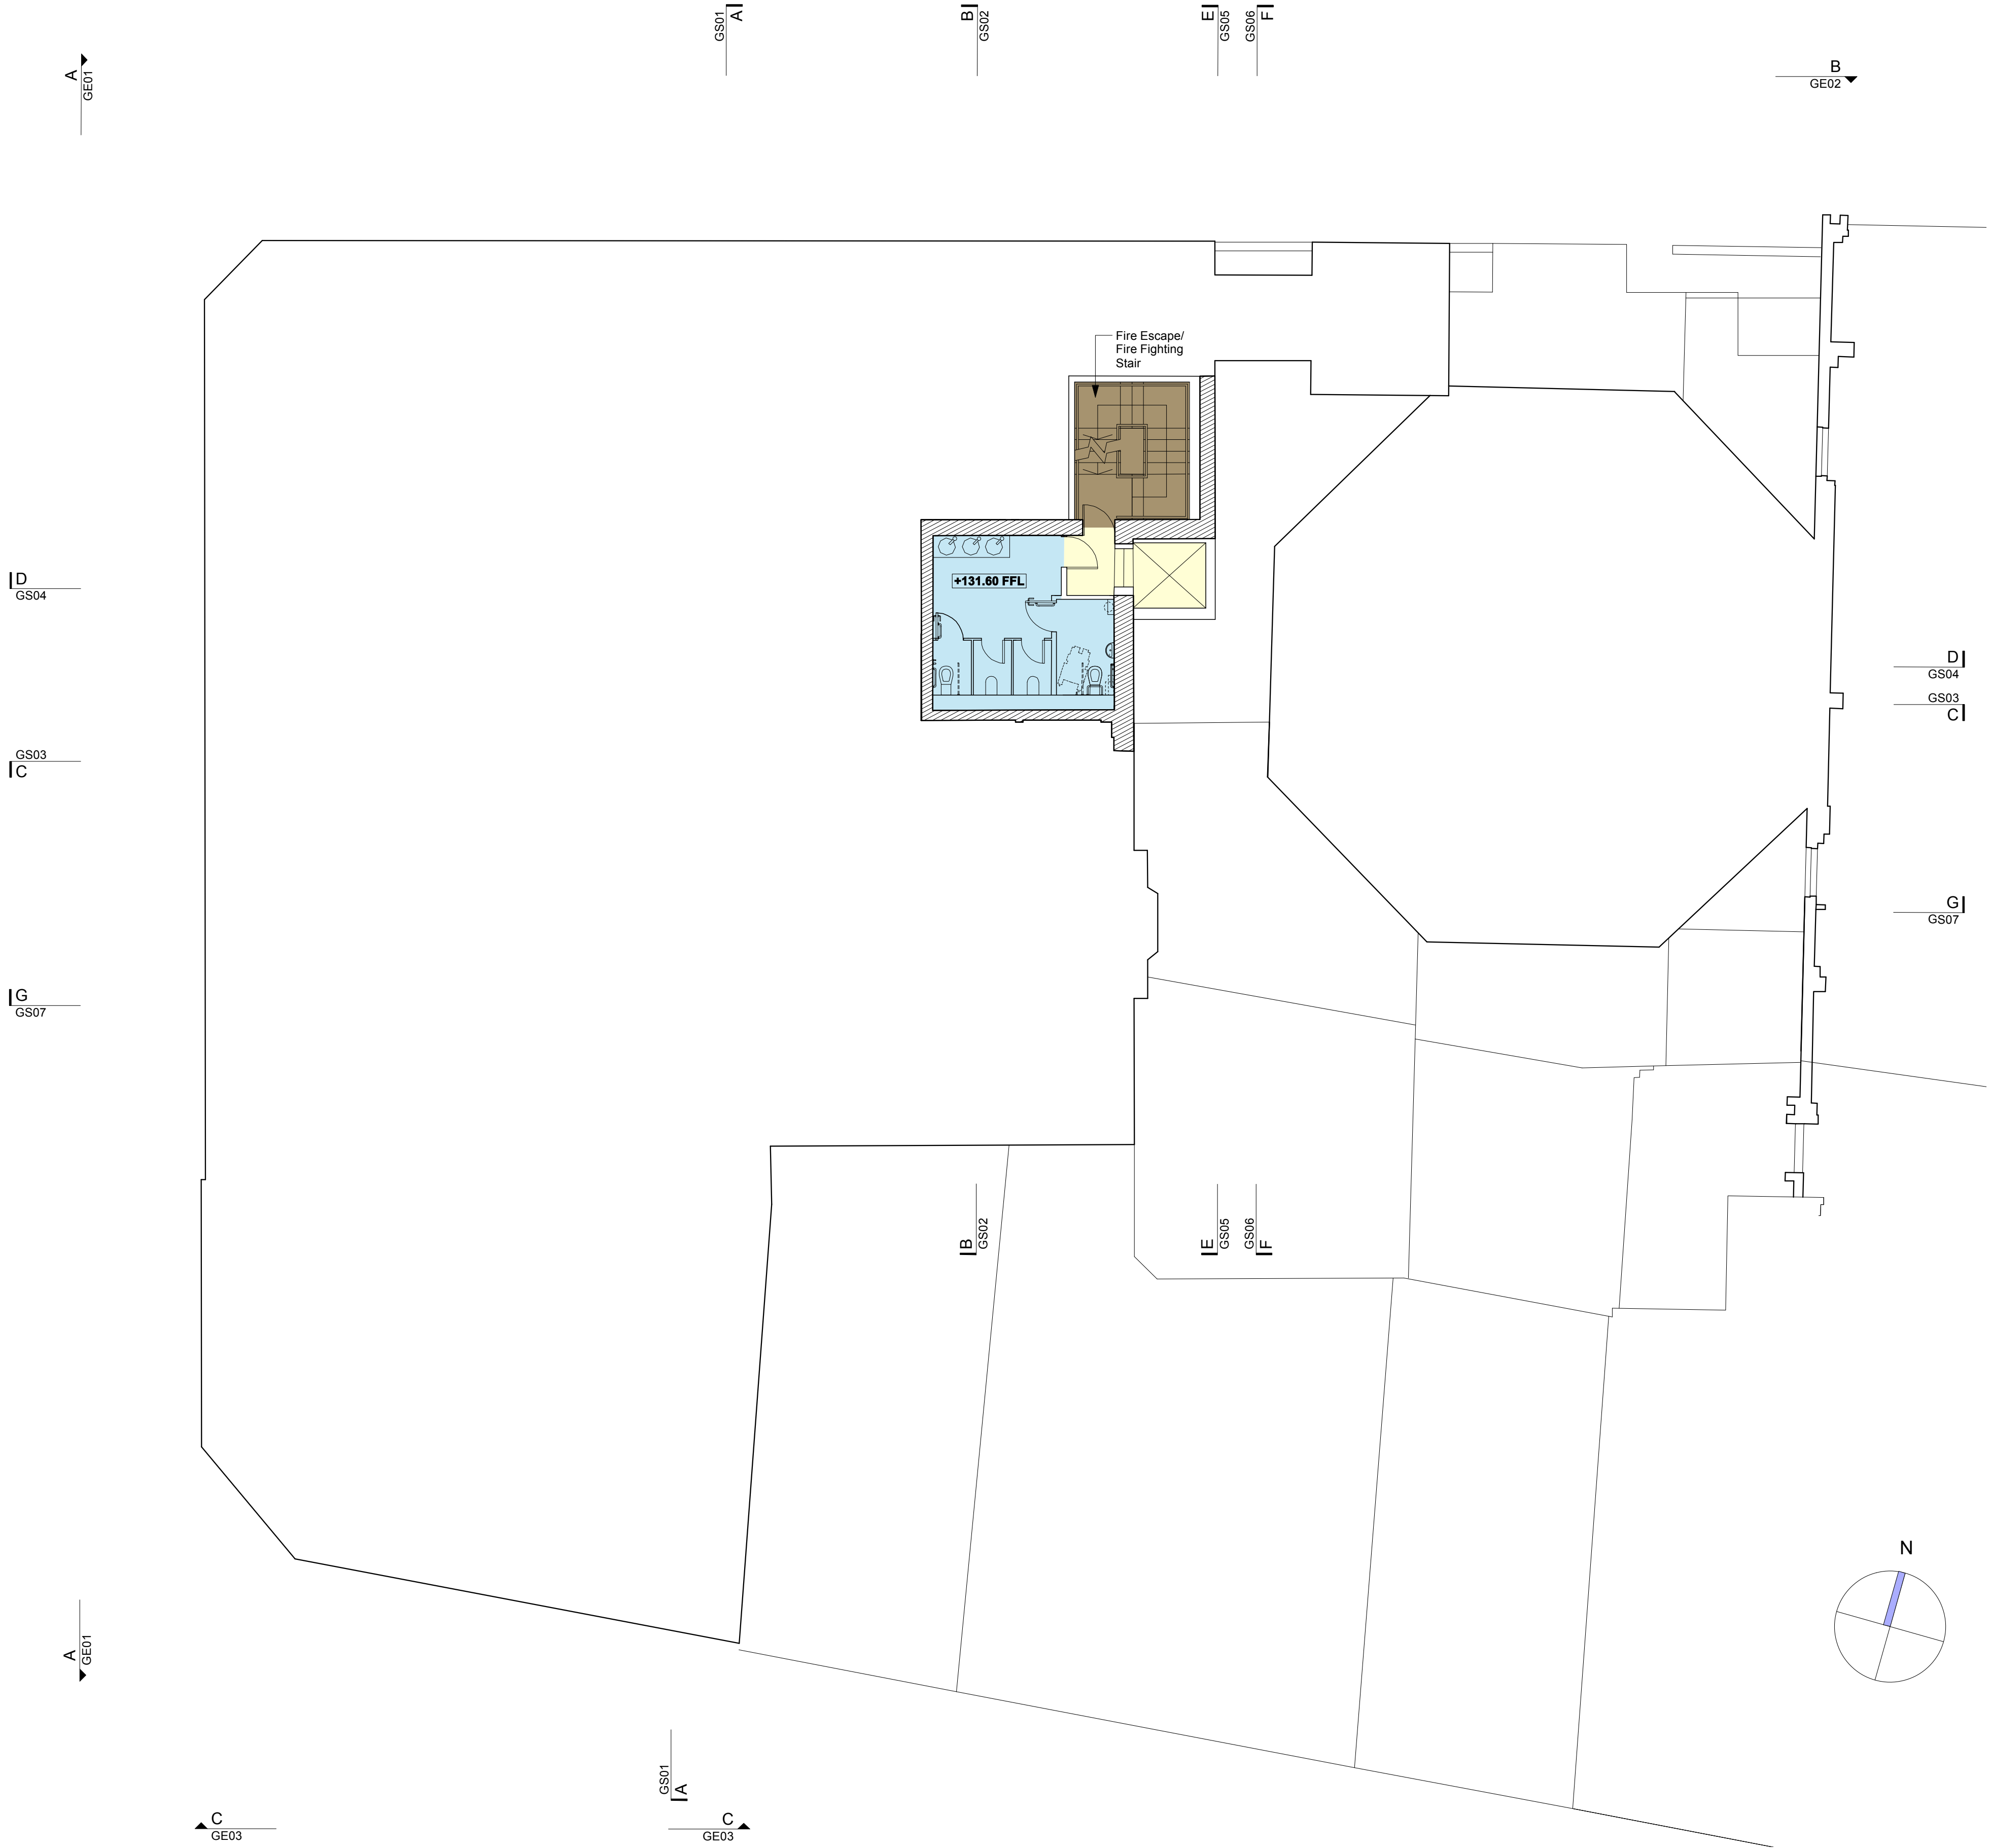 GS01
A
B
GS02
E
GS05
GS06
F
A
GE01
B
GE02
Fire Escape/
Fire Fighting
Stair
D
GS04
+131.60 FFL
D
GS04
GS03
C
GS03
C
G
GS07
G
GS07
B
GS02
E
GS05
GS06
F
N
A
GE01
GS01
A
C
GE03
C
GE03